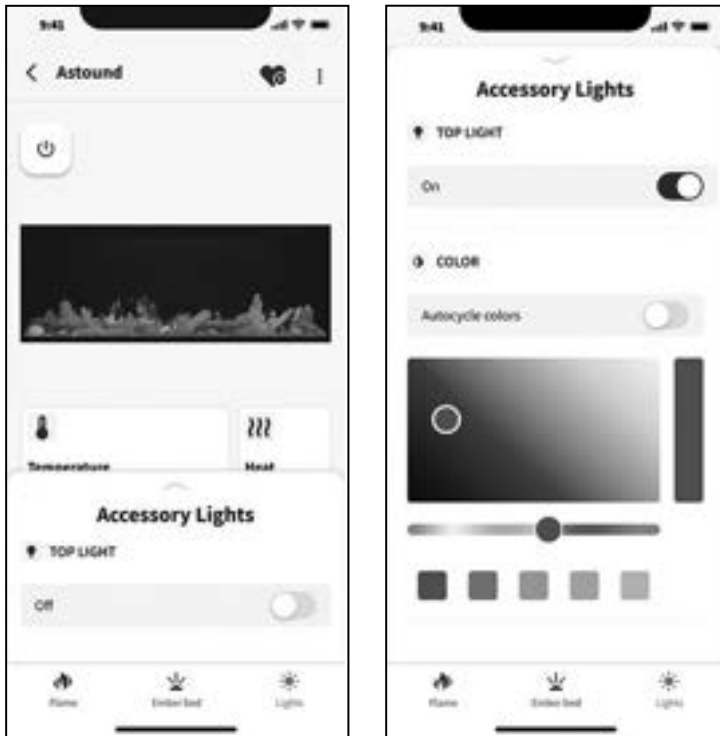 9:41
Astound
Temperature
Heat
Accessory Lights
TOP LIGHT
Off
Flame
Ember bed
Lights
9:41
Accessory Lights
TOP LIGHT
On
COLOR
Autocycle colors
Flame
Ember bed
Lights